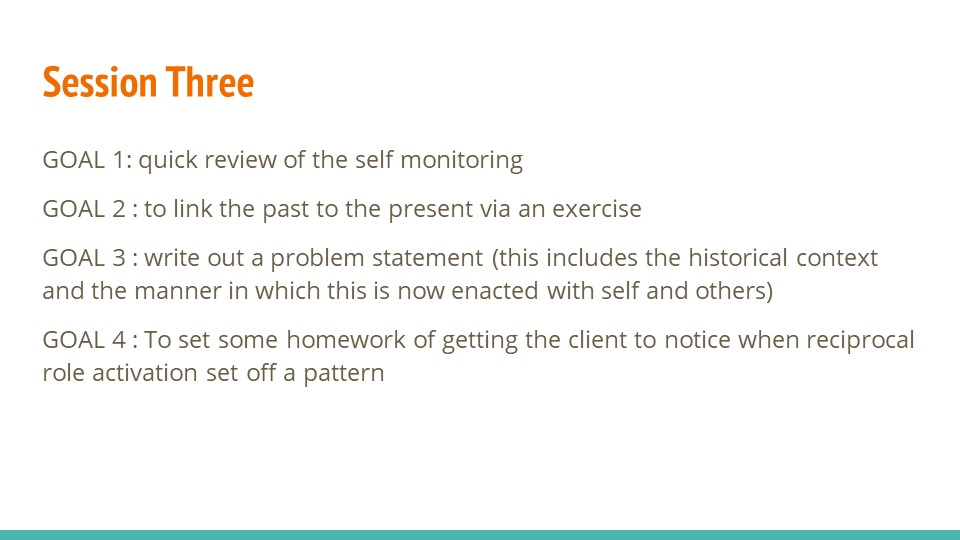 Session Three
GOAL 1: quick review of the self monitoring
GOAL 2 : to link the past to the present via an exercise
GOAL 3 : write out a problem statement (this includes the historical context
and the manner in which this is now enacted with self and others)
GOAL 4 : To set some homework of getting the client to notice when reciprocal
role activation set off a pattern